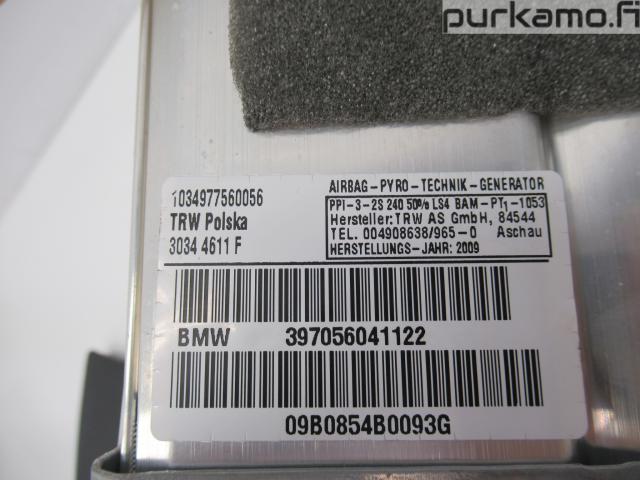 purkamo.fi
1034977560056
TRW Polska
3034 4611 F
AIRBAG-PYRO-TECHNIK-GENERATOR
PPI-3-2S 240 50% LS4 BAM-PT1-1053
Hersteller: TRW AS GmbH, 84544
TEL. 004908638/965-0 Aschau
HERSTELLUNGS-JAHR: 2009
BMW 397056041122
09B0854B0093G